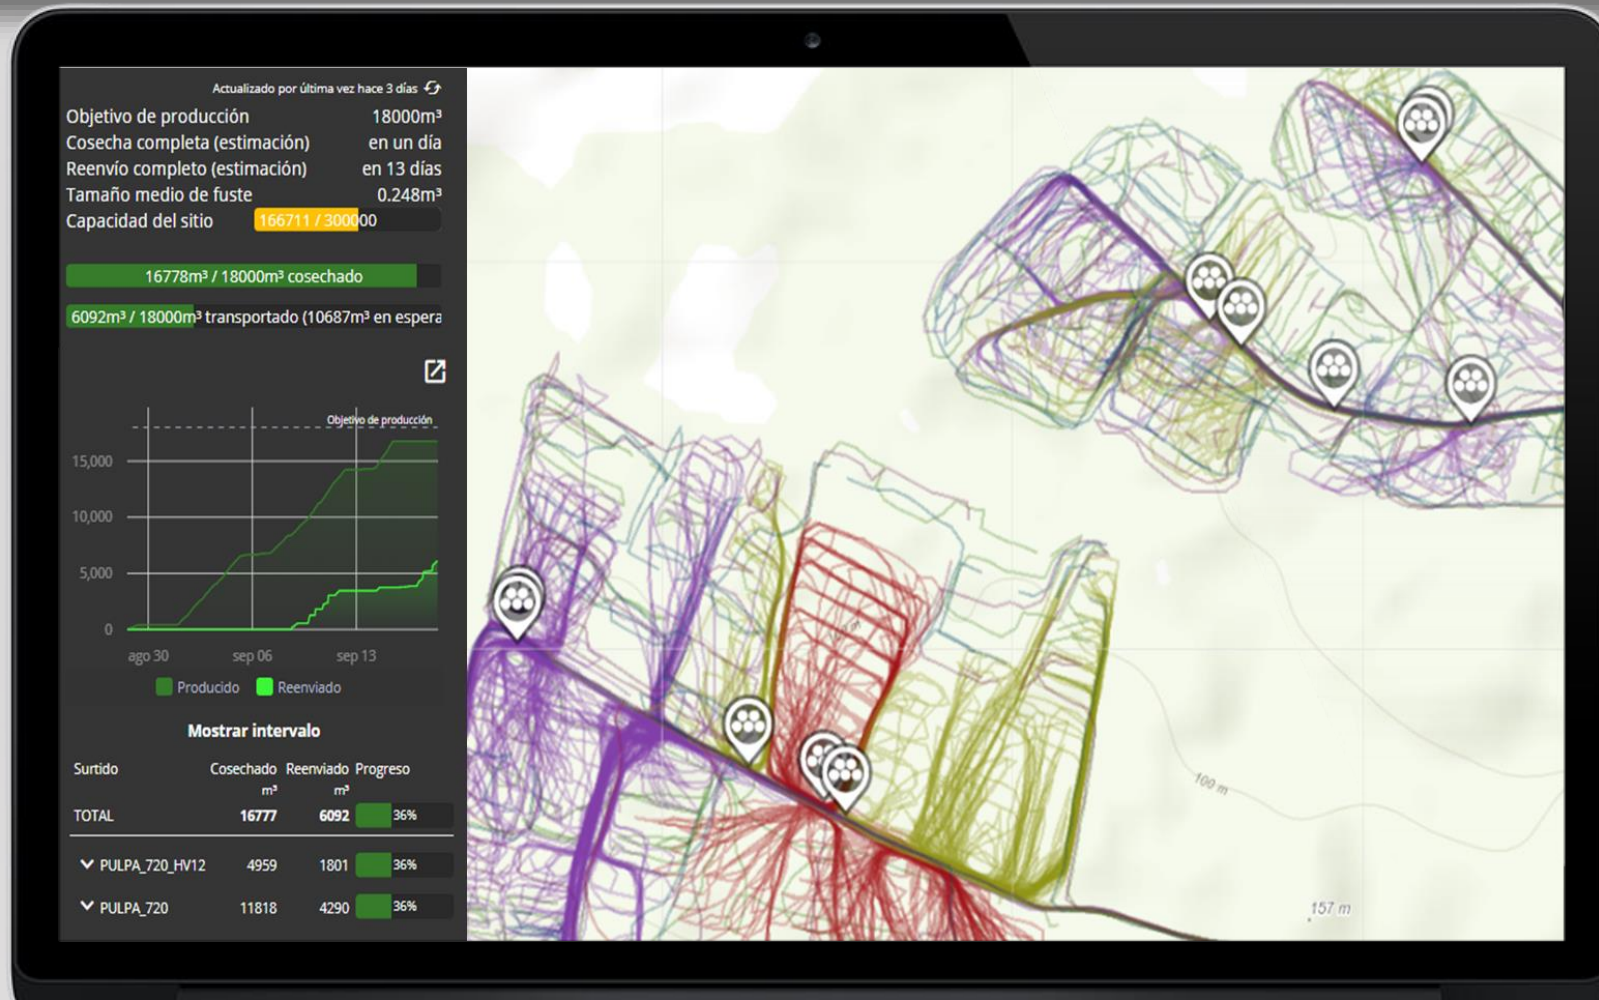 Actualizado por última vez hace 3 días
Objetivo de producción 18000m³
Cosecha completa (estimación) en un día
Reenvío completo (estimación) en 13 días
Tamaño medio de fuste 0.248m³
Capacidad del sitio 166711 / 300000
16778m³ / 18000m³ cosechado
6092m³ / 18000m³ transportado (10687m³ en espera
Objetivo de producción
15,000
10,000
5,000
0
ago 30 sep 06 sep 13
Producido Reenviado
Mostrar intervalo
Surtido Cosechado Reenviado Progreso
m³ m³
TOTAL 16777 6092 36%
PULPA_720_HV12 4959 1801 36%
PULPA_720 11818 4290 36%
100 m
157 m